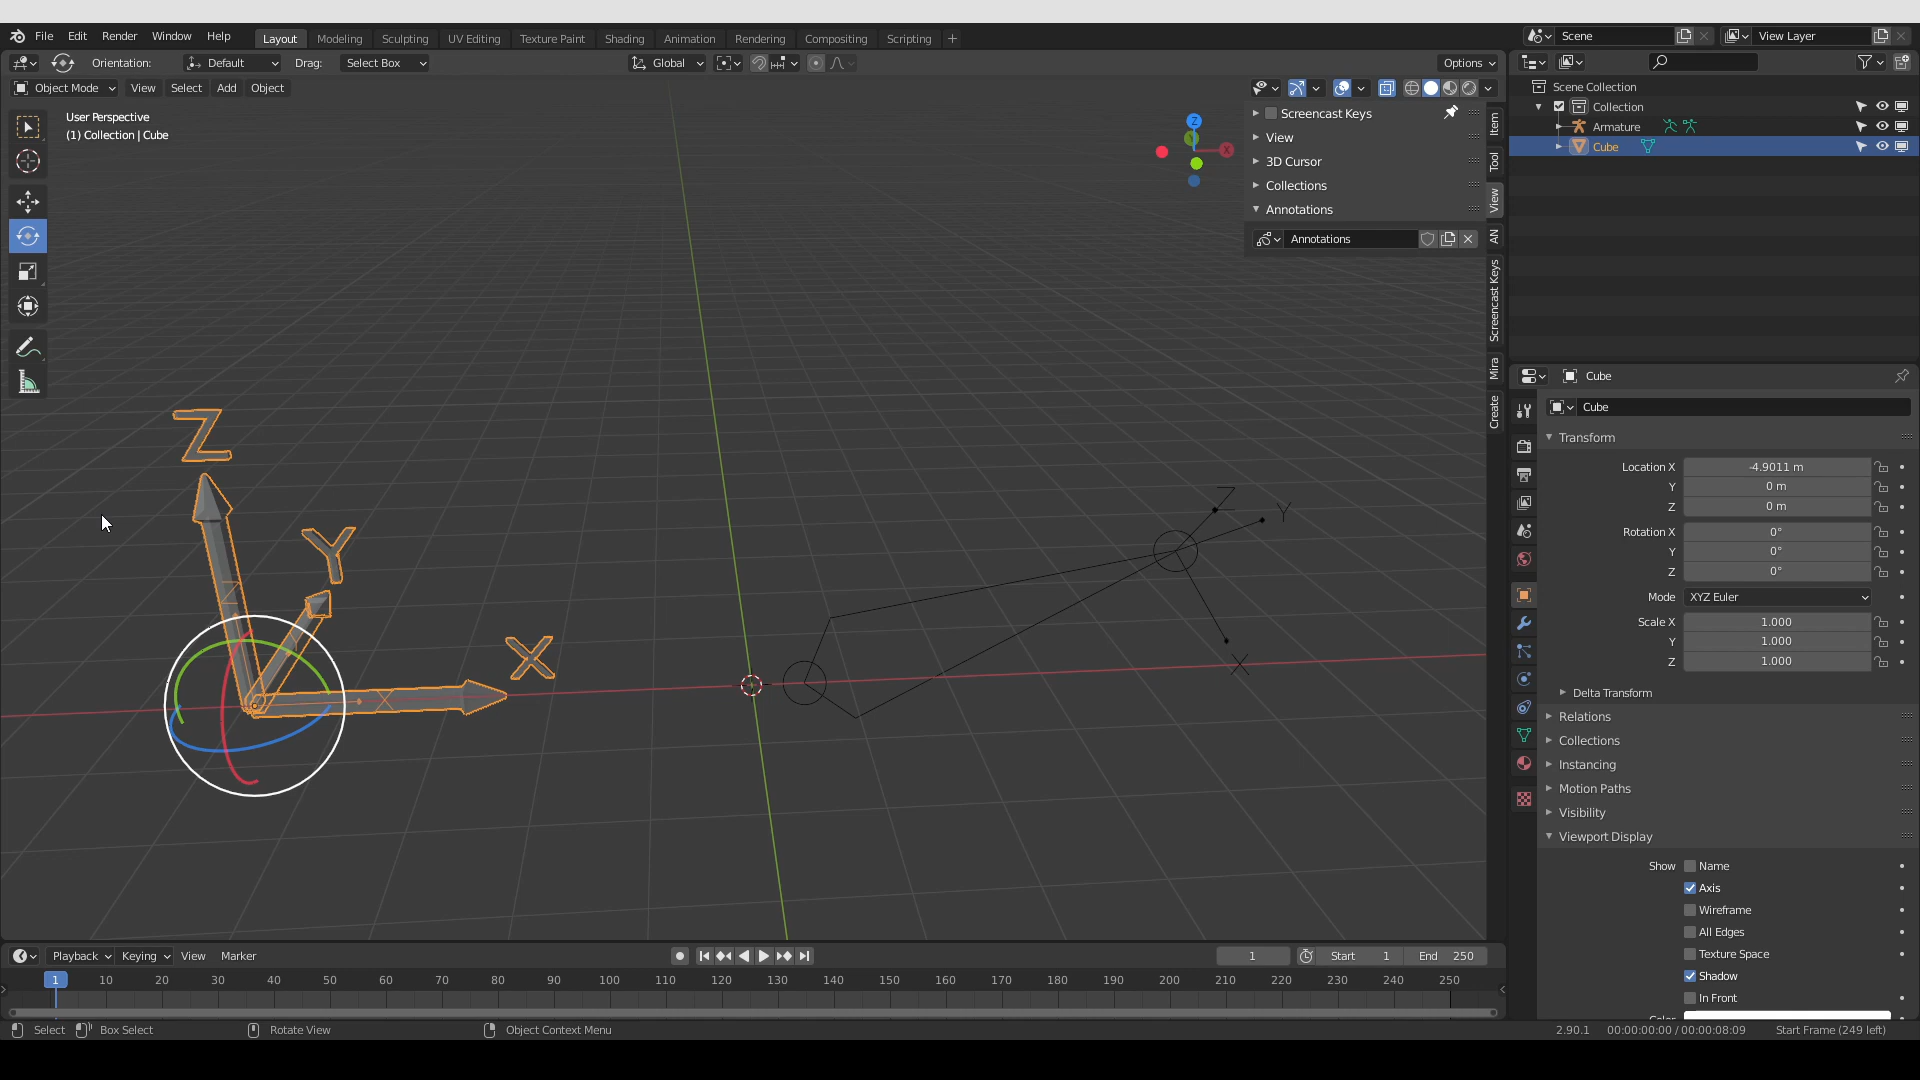 File Edit Render Window Help Layout Modeling Sculpting UV Editing Texture Paint Shading Animation Rendering Compositing Scripting + Scene View Layer
Orientation: Default Drag: Select Box Global Options
Object Mode View Select Add Object
User Perspective
(1) Collection | Cube
Z
X
Screencast Keys
View
3D Cursor
Collections
Annotations
Annotations
Item
Tool
View
AN
Screencast Keys
Mira
Create
Z
Y
X
Z
Y
X
Scene Collection
Collection
Armature
Cube
Cube
Cube
Transform
Location X -4.9011 m
Y 0 m
Z 0 m
Rotation X 0°
Y 0°
Z 0°
Mode XYZ Euler
Scale X 1.000
Y 1.000
Z 1.000
Delta Transform
Relations
Collections
Instancing
Motion Paths
Visibility
Viewport Display
Show Name
Axis
Wireframe
All Edges
Texture Space
Shadow
In Front
Color
Playback Keying View Marker 1 Start 1 End 250
1 10 20 30 40 50 60 70 80 90 100 110 120 130 140 150 160 170 180 190 200 210 220 230 240 250
Select Box Select Rotate View Object Context Menu 2.90.1 00:00:00:00 / 00:00:08:09 Start Frame (249 left)